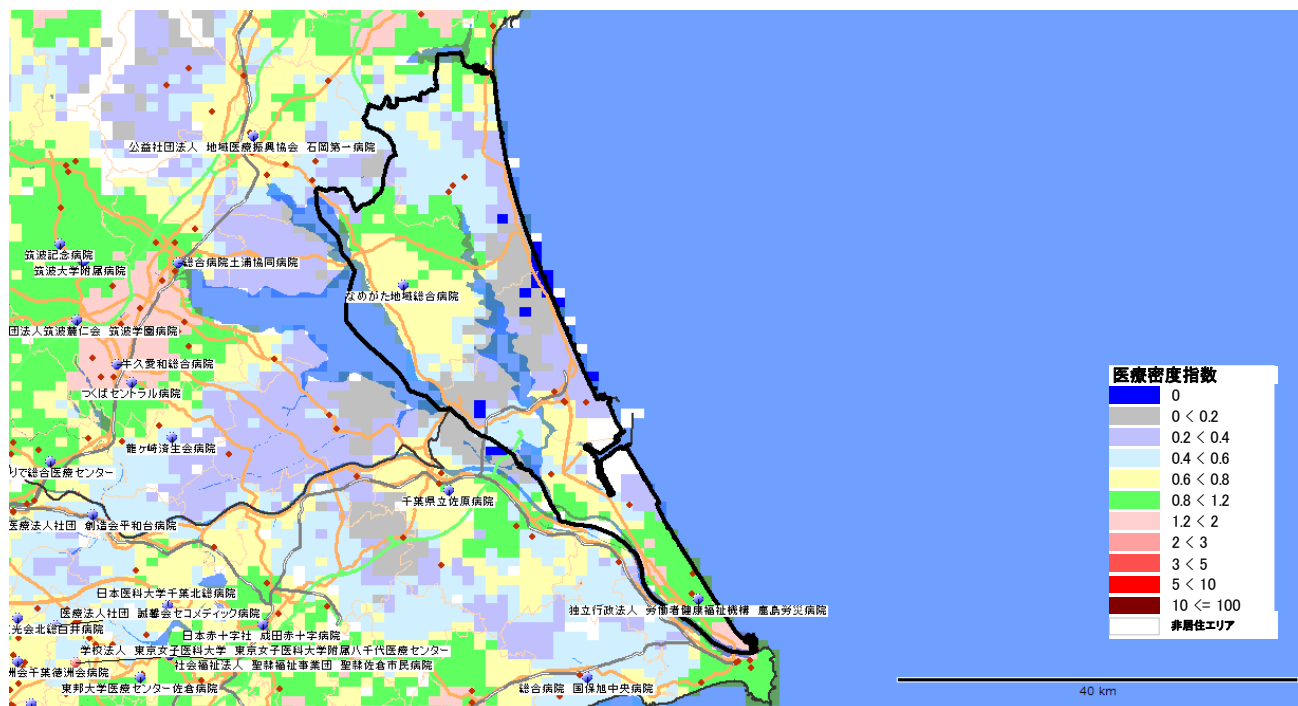 公益社団法人 地域医療振興協会 石岡第一病院
筑波記念病院
筑波大学附属病院
総合病院土浦協同病院
なめがた地域総合病院
団法人筑波麓仁会 筑波学園病院
牛久愛和総合病院
つくばセントラル病院
龍ヶ崎済生会病院
りで総合医療センター
千葉県立佐原病院
医療法人社団 創造会平和台病院
日本医科大学千葉北総病院
医療法人社団 誠馨会セコメディック病院
独立行政法人 労働者健康福祉機構 鹿島労災病院
光会北総白井病院
日本赤十字社 成田赤十字病院
学校法人 東京女子医科大学 東京女子医科大学附属八千代医療センター
洲会千葉徳洲会病院
社会福祉法人 聖隷福祉事業団 聖隷佐倉市民病院
東邦大学医療センター佐倉病院
総合病院 国保旭中央病院
医療密度指数
0
0 < 0.2
0.2 < 0.4
0.4 < 0.6
0.6 < 0.8
0.8 < 1.2
1.2 < 2
2 < 3
3 < 5
5 < 10
10 <= 100
非居住エリア
40 km